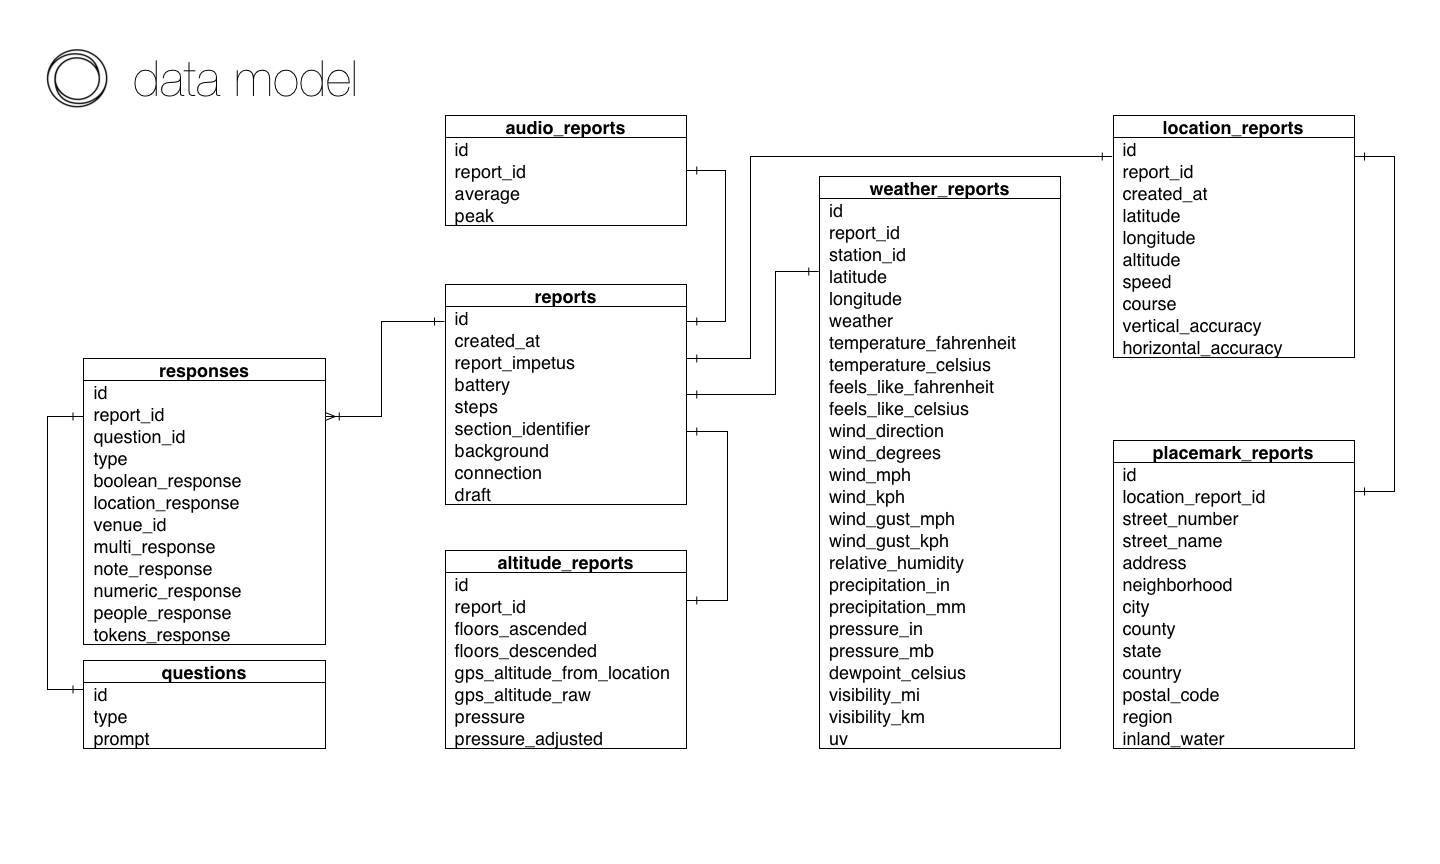 data model
audio_reports
id
report_id
average
peak
reports
id
created_at
report_impetus
battery
steps
section_identifier
background
connection
draft
responses
id
report_id
question_id
type
boolean_response
location_response
venue_id
multi_response
note_response
numeric_response
people_response
tokens_response
questions
id
type
prompt
altitude_reports
id
report_id
floors_ascended
floors_descended
gps_altitude_from_location
gps_altitude_raw
pressure
pressure_adjusted
weather_reports
id
report_id
station_id
latitude
longitude
weather
temperature_fahrenheit
temperature_celsius
feels_like_fahrenheit
feels_like_celsius
wind_direction
wind_degrees
wind_mph
wind_kph
wind_gust_mph
wind_gust_kph
relative_humidity
precipitation_in
precipitation_mm
pressure_in
pressure_mb
dewpoint_celsius
visibility_mi
visibility_km
uv
location_reports
id
report_id
created_at
latitude
longitude
altitude
speed
course
vertical_accuracy
horizontal_accuracy
placemark_reports
id
location_report_id
street_number
street_name
address
neighborhood
city
county
state
country
postal_code
region
inland_water